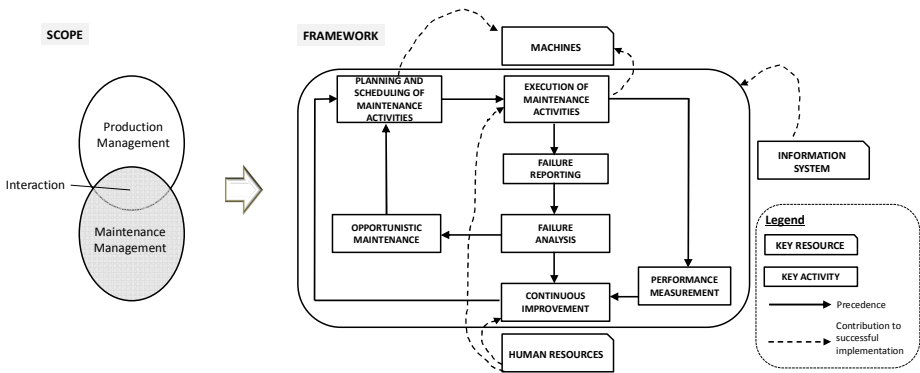 SCOPE
Production
Management
Interaction
Maintenance
Management
FRAMEWORK
MACHINES
PLANNING AND
SCHEDULING OF
MAINTENANCE
ACTIVITIES
EXECUTION OF
MAINTENANCE
ACTIVITIES
FAILURE
REPORTING
OPPORTUNISTIC
MAINTENANCE
FAILURE
ANALYSIS
PERFORMANCE
MEASUREMENT
CONTINUOUS
IMPROVEMENT
HUMAN RESOURCES
INFORMATION
SYSTEM
Legend
KEY RESOURCE
KEY ACTIVITY
Precedence
Contribution to
successful
implementation